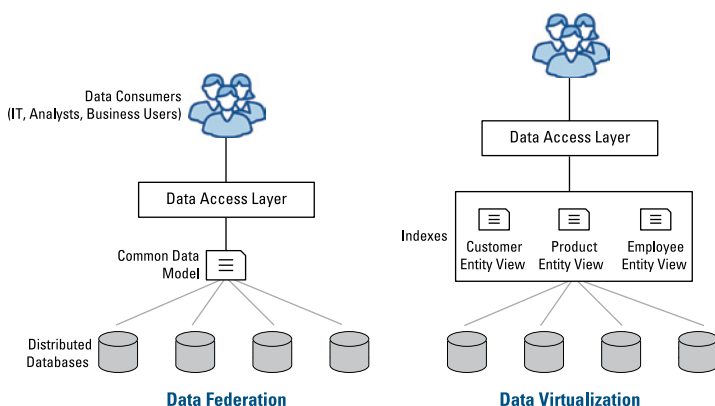 Data Consumers
(IT, Analysts, Business Users)
Data Access Layer
Common Data
Model
Distributed
Databases
Data Federation
Data Access Layer
Indexes
Customer
Entity View
Product
Entity View
Employee
Entity View
Data Virtualization